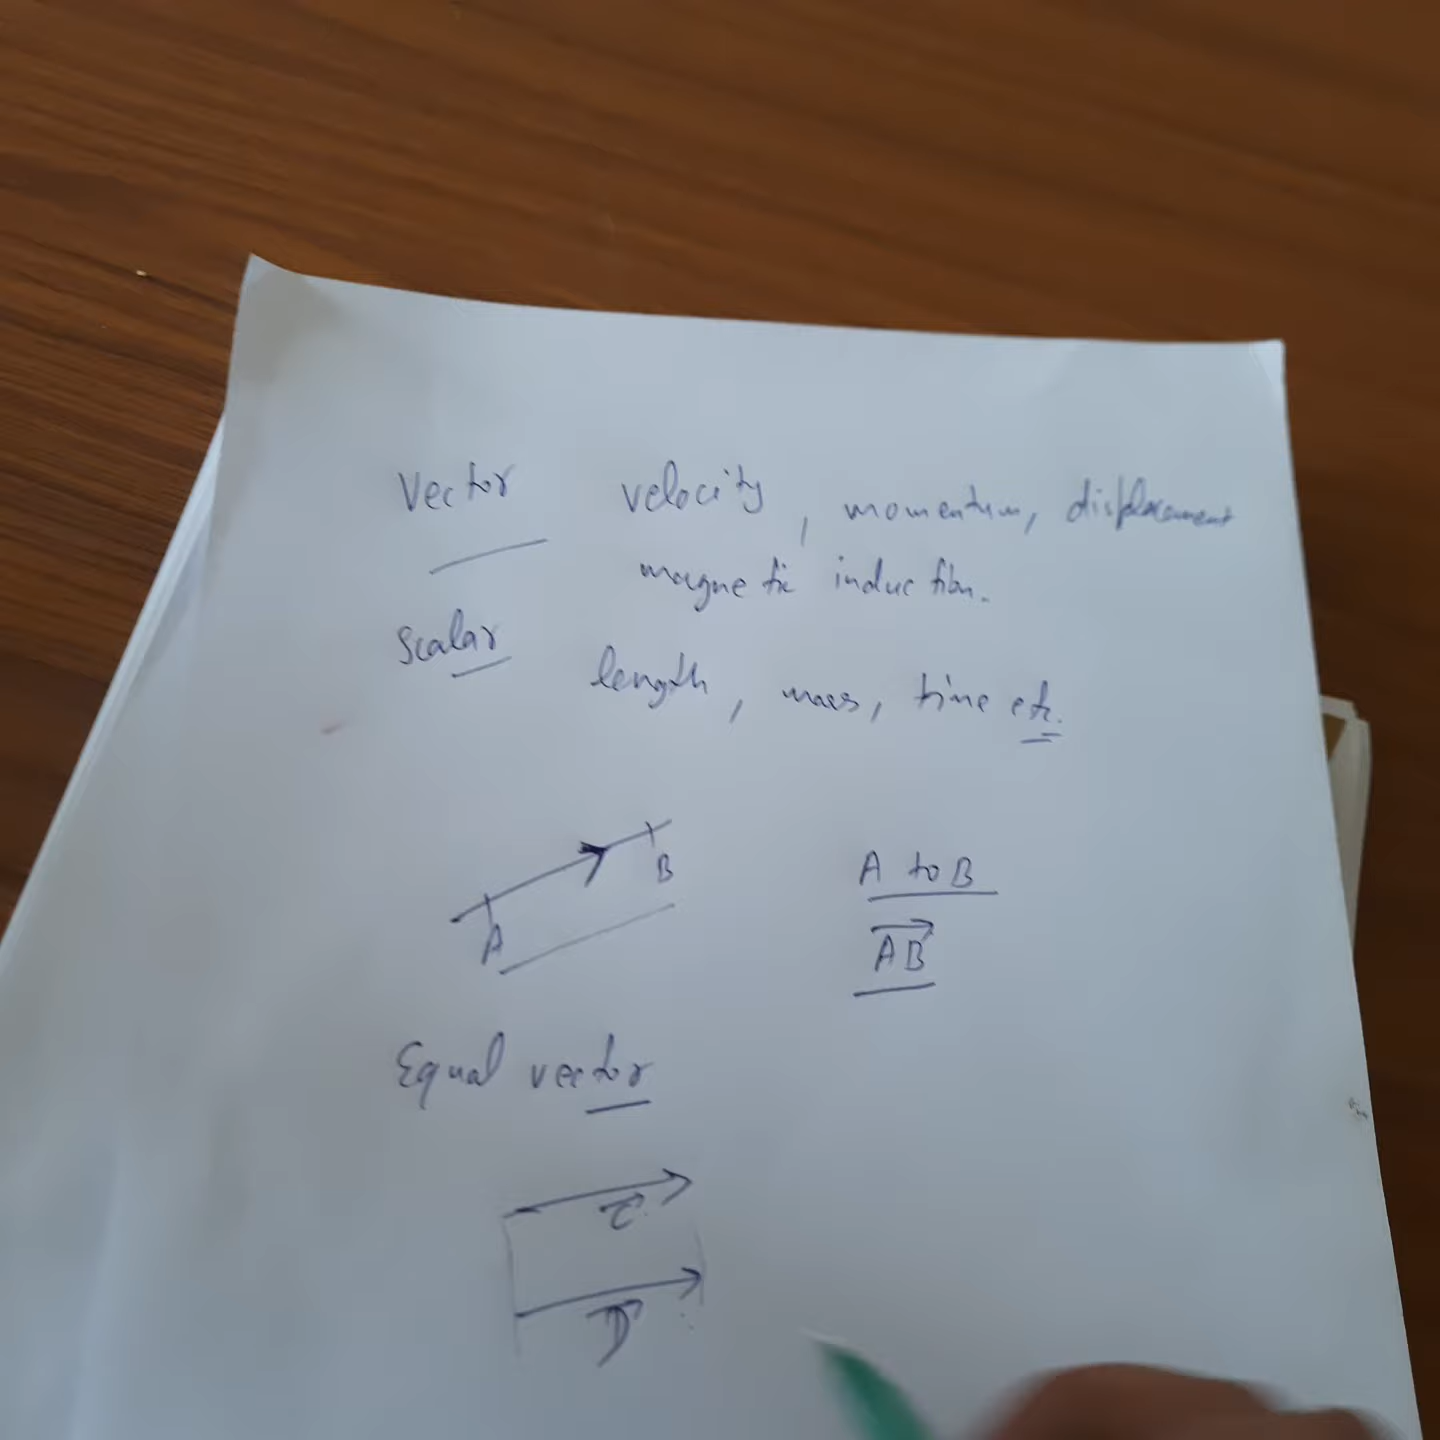 Vector velocity, momentum, displacement
magnetic induction.
Scalar length, mass, time etc.
A B
A to B
AB
Equal vector
C
D